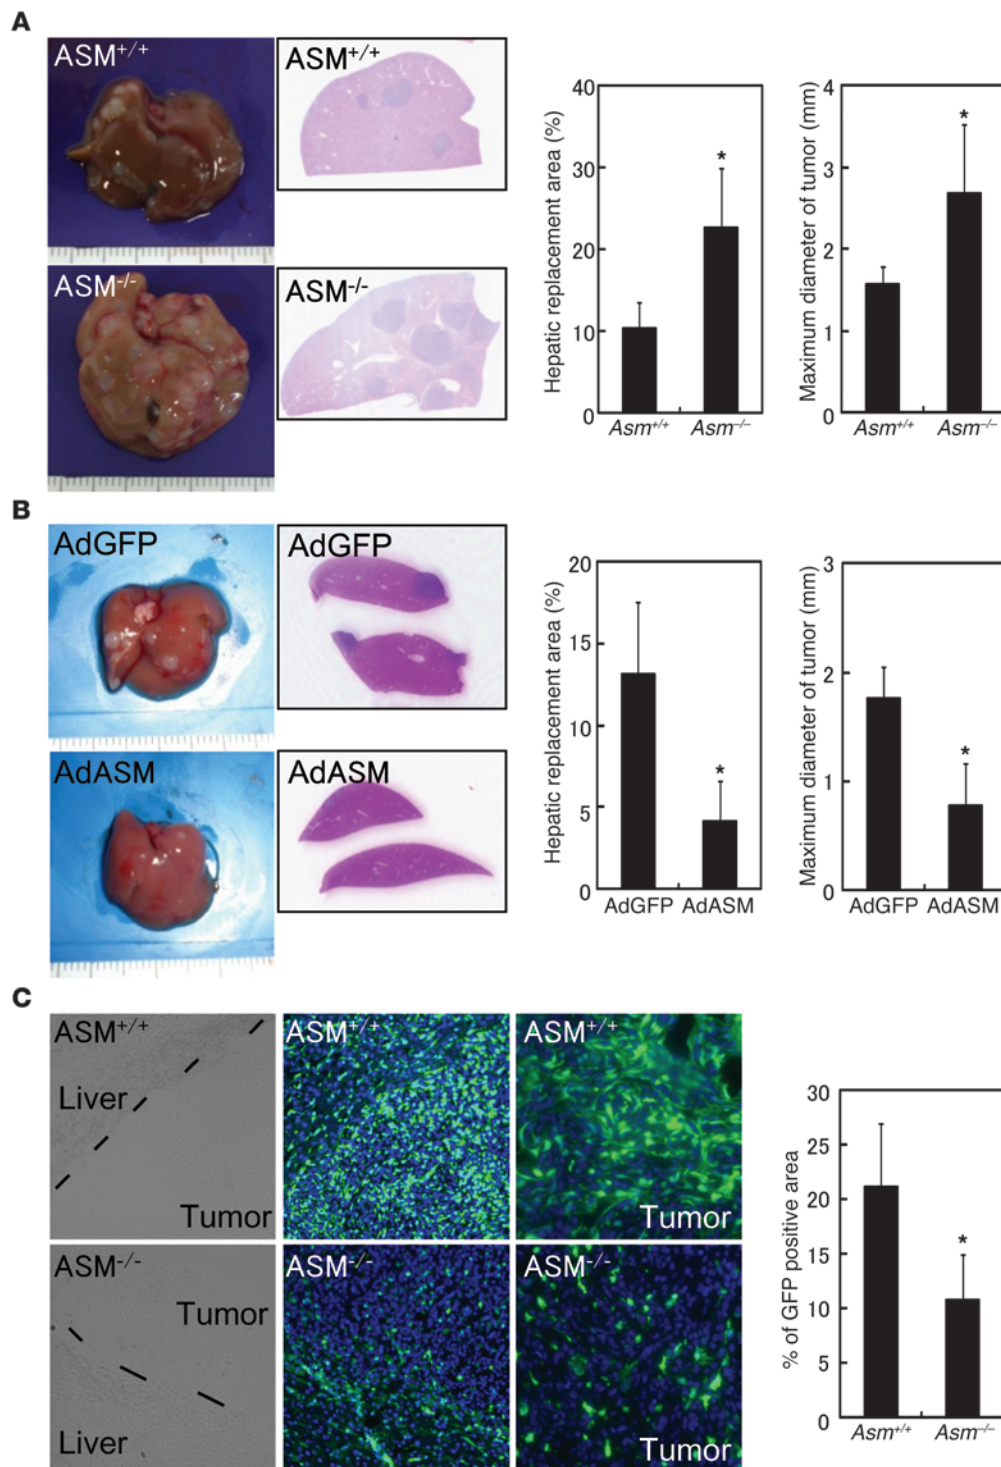 A
ASM+/+
ASM+/+
ASM-/-
ASM-/-
Hepatic replacement area (%)
40
30
20
10
0
*
Asm+/+
Asm–/–
Maximum diameter of tumor (mm)
4
3
2
1
0
*
Asm+/+
Asm–/–
B
AdGFP
AdGFP
AdASM
AdASM
Hepatic replacement area (%)
20
15
10
5
0
*
AdGFP
AdASM
Maximum diameter of tumor (mm)
3
2
1
0
*
AdGFP
AdASM
C
ASM+/+
Liver
Tumor
ASM+/+
ASM+/+
Tumor
ASM-/-
Tumor
Liver
ASM-/-
ASM-/-
Tumor
% of GFP positive area
30
25
20
15
10
5
0
*
Asm+/+
Asm–/–